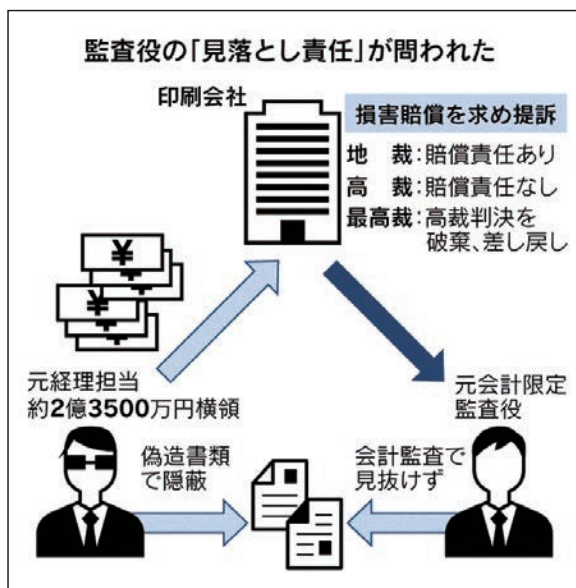 監査役の「見落とし責任」が問われた
印刷会社
損害賠償を求め提訴
地　裁：賠償責任あり
高　裁：賠償責任なし
最高裁：高裁判決を
破棄、差し戻し
¥
¥
元経理担当
約2億3500万円横領
元会計限定
監査役
偽造書類
で隠蔽
会計監査で
見抜けず